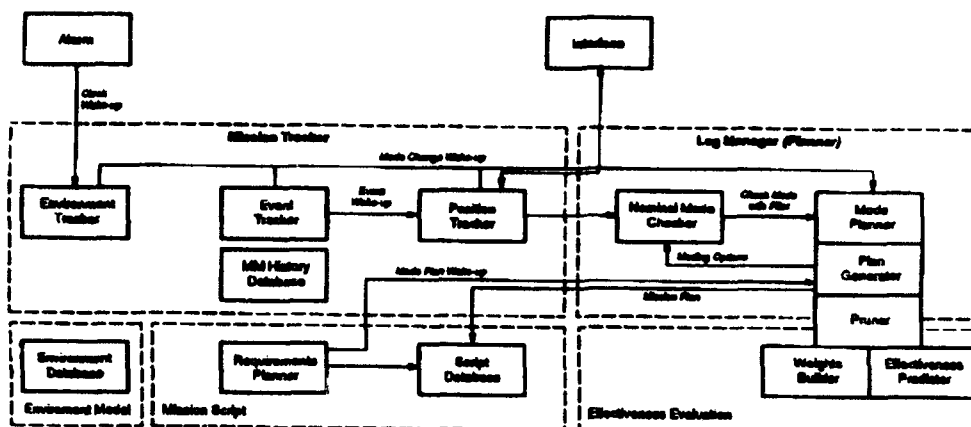 Alarm
Interface
Clock
Wake-up
Mission Tracker
Log Manager (Planner)
Mode Change Wake-up
Environment
Tracker
Event
Tracker
Event
Wake-up
Position
Tracker
Nominal Mode
Checker
Check Mode
with Plan
Mode
Planner
MM History
Database
Mode Plan Wake-up
Moding Options
Plan
Generator
Mission Plan
Pruner
Environment
Database
Requirements
Planner
Script
Database
Weights
Builder
Effectiveness
Predictor
Enviroment Model
Mission Script
Effectiveness Evaluation